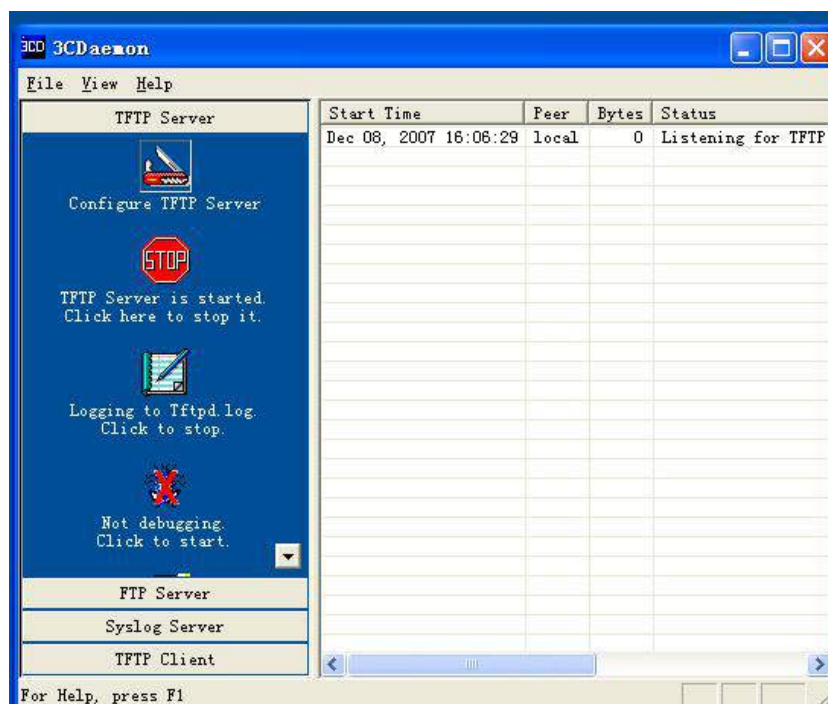 3CD 3CDaemon
File View Help
TFTP Server
Configure TFTP Server
TFTP Server is started.
Click here to stop it.
Logging to Tftpd.log.
Click to stop.
Not debugging.
Click to start.
FTP Server
Syslog Server
TFTP Client
Start Time Peer Bytes Status
Dec 08, 2007 16:06:29 local 0 Listening for TFTP
STOP
For Help, press F1